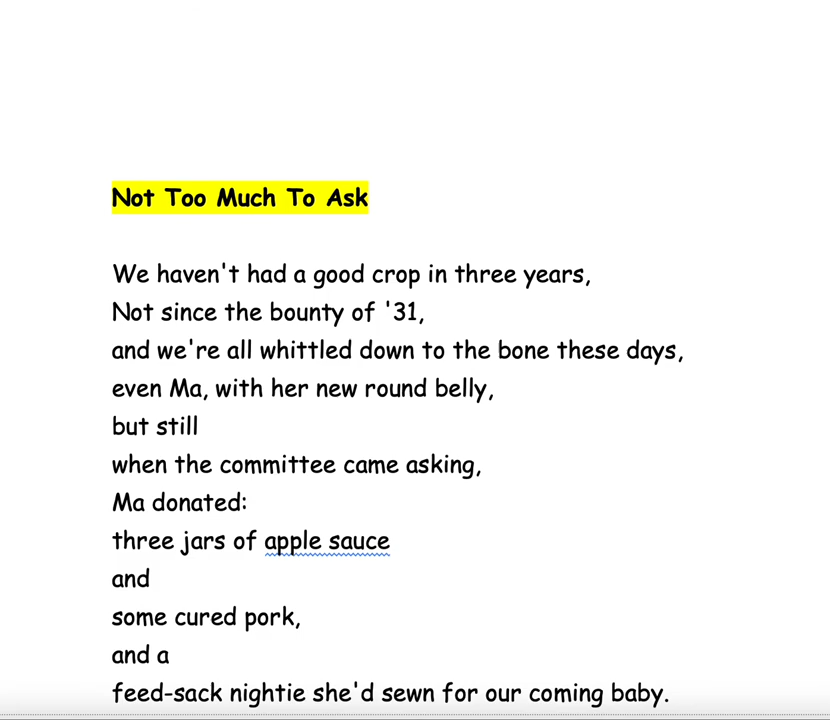 Not Too Much To Ask
We haven't had a good crop in three years,
Not since the bounty of '31,
and we're all whittled down to the bone these days,
even Ma, with her new round belly,
but still
when the committee came asking,
Ma donated:
three jars of apple sauce
and
some cured pork,
and a
feed-sack nightie she'd sewn for our coming baby.